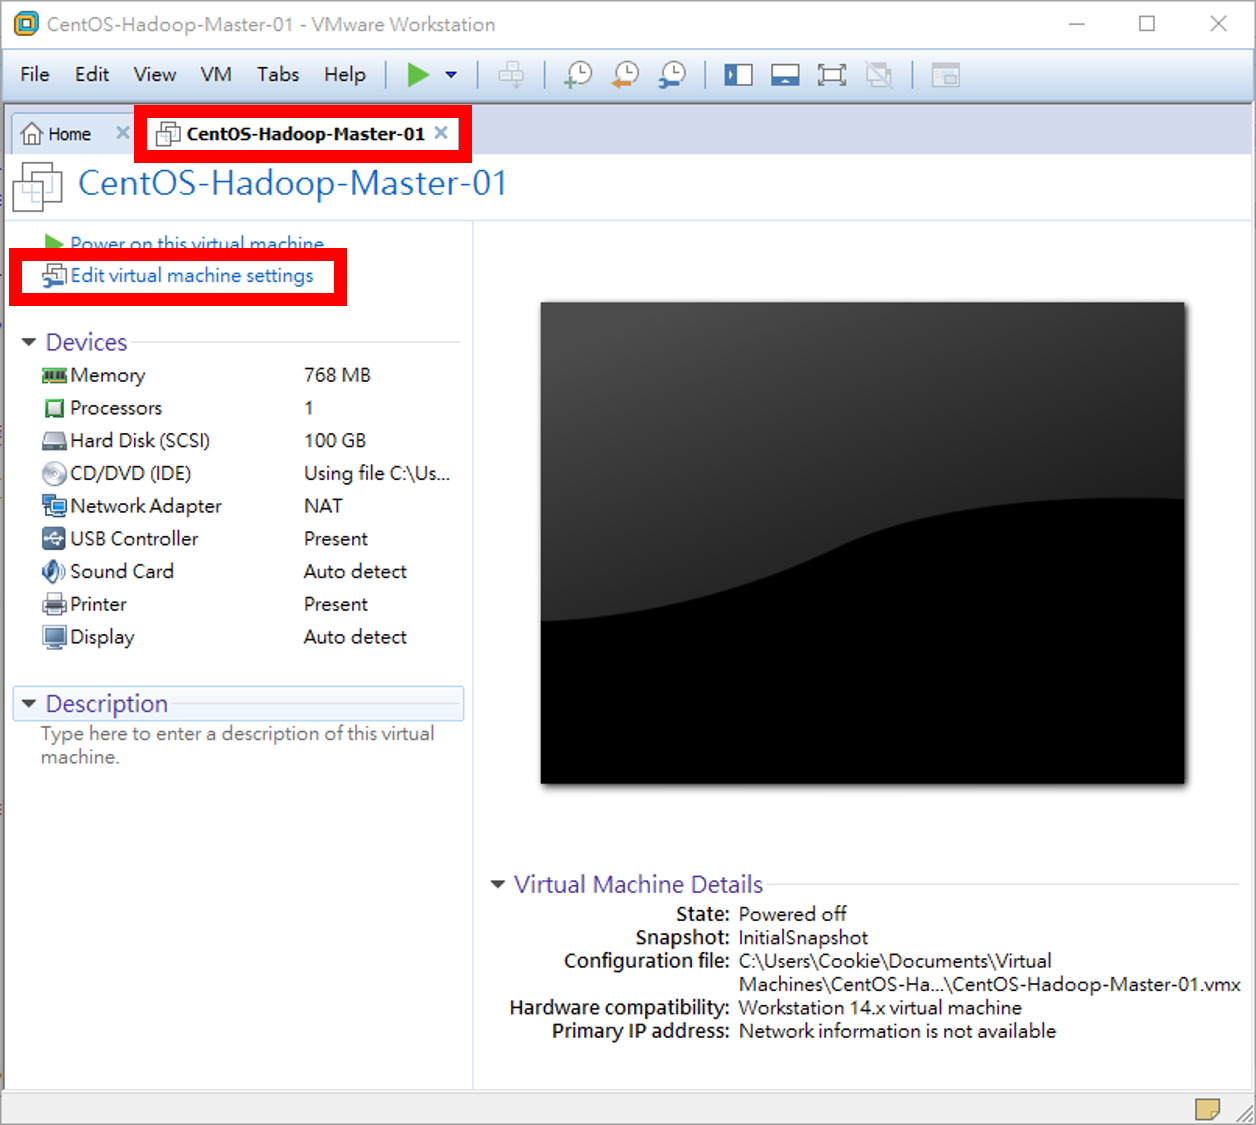 CentOS-Hadoop-Master-01 - VMware Workstation
File Edit View VM Tabs Help
Home CentOS-Hadoop-Master-01
CentOS-Hadoop-Master-01
Power on this virtual machine
Edit virtual machine settings
Devices
Memory 768 MB
Processors 1
Hard Disk (SCSI) 100 GB
CD/DVD (IDE) Using file C:\Us...
Network Adapter NAT
USB Controller Present
Sound Card Auto detect
Printer Present
Display Auto detect
Description
Type here to enter a description of this virtual
machine.
Virtual Machine Details
State: Powered off
Snapshot: InitialSnapshot
Configuration file: C:\Users\Cookie\Documents\Virtual
Machines\CentOS-Ha...\CentOS-Hadoop-Master-01.vmx
Hardware compatibility: Workstation 14.x virtual machine
Primary IP address: Network information is not available